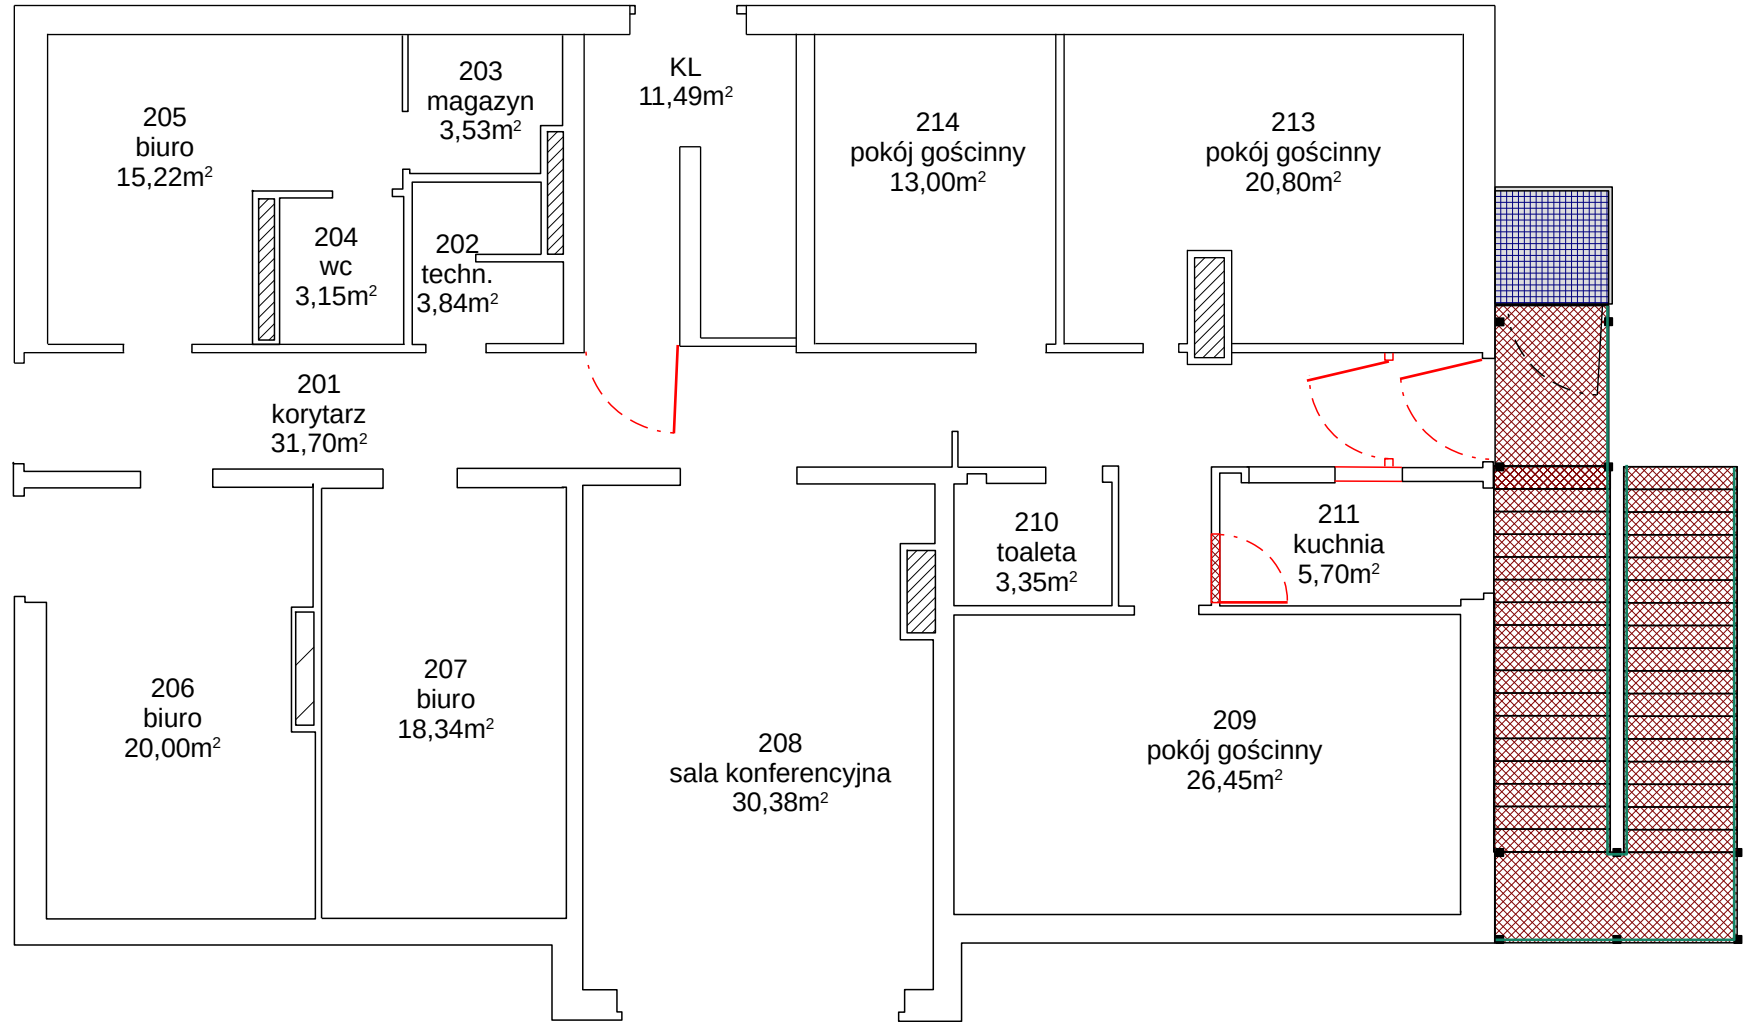 203
magazyn
3,53m²
KL
11,49m²
205
biuro
15,22m²
214
pokój gościnny
13,00m²
213
pokój gościnny
20,80m²
204
wc
3,15m²
202
techn.
3,84m²
201
korytarz
31,70m²
210
toaleta
3,35m²
211
kuchnia
5,70m²
206
biuro
20,00m²
207
biuro
18,34m²
208
sala konferencyjna
30,38m²
209
pokój gościnny
26,45m²